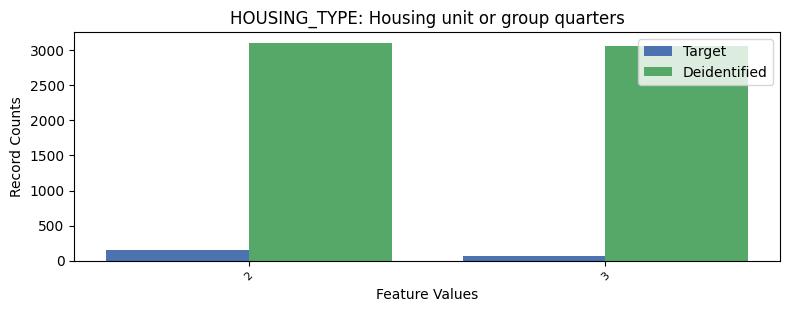 HOUSING_TYPE: Housing unit or group quarters
Target
Deidentified
Record Counts
3000
2500
2000
1500
1000
500
0
2
3
Feature Values